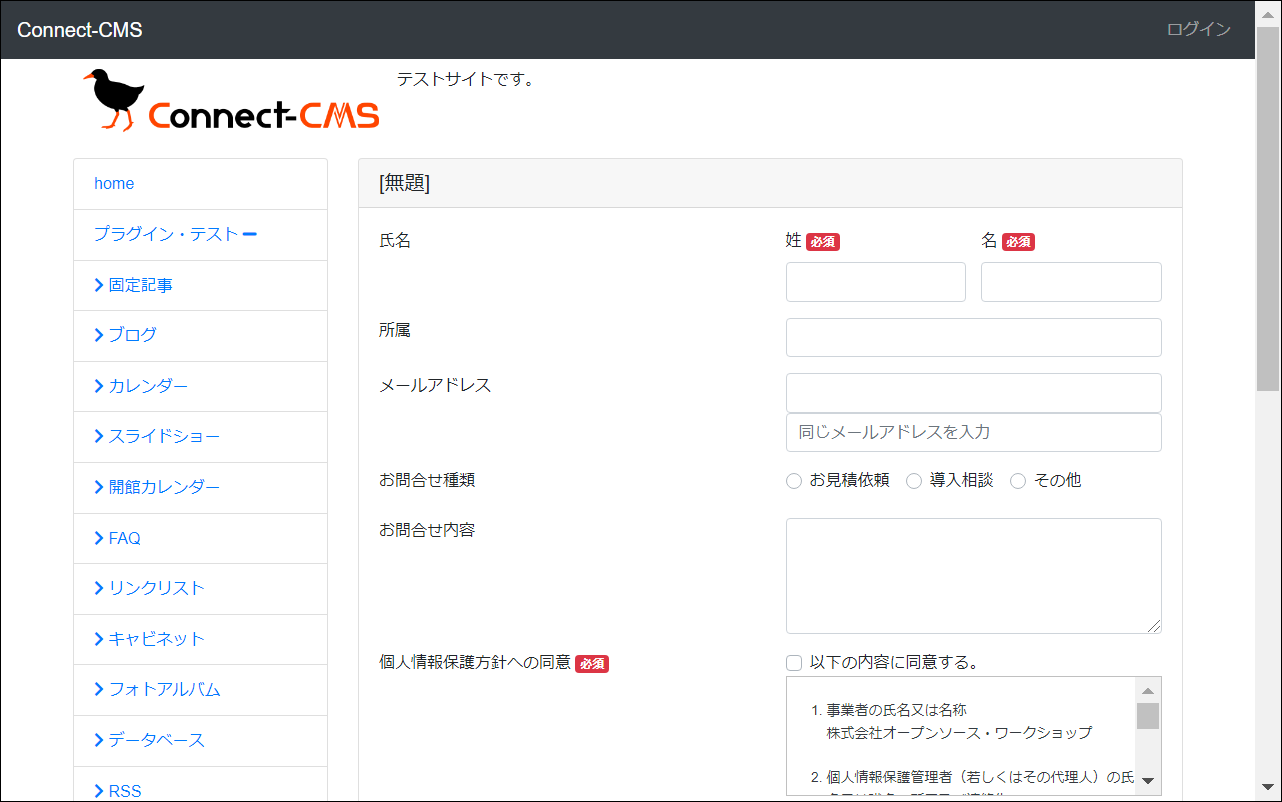 Connect-CMS
ログイン
Connect-CMS
テストサイトです。
home
プラグイン・テスト
固定記事
ブログ
カレンダー
スライドショー
開館カレンダー
FAQ
リンクリスト
キャビネット
フォトアルバム
データベース
RSS
[無題]
氏名
姓 必須
名 必須
所属
メールアドレス
同じメールアドレスを入力
お問合せ種類
お見積依頼 導入相談 その他
お問合せ内容
個人情報保護方針への同意 必須
以下の内容に同意する。
1. 事業者の氏名又は名称
株式会社オープンソース・ワークショップ
2. 個人情報保護管理者（若しくはその代理人）の氏